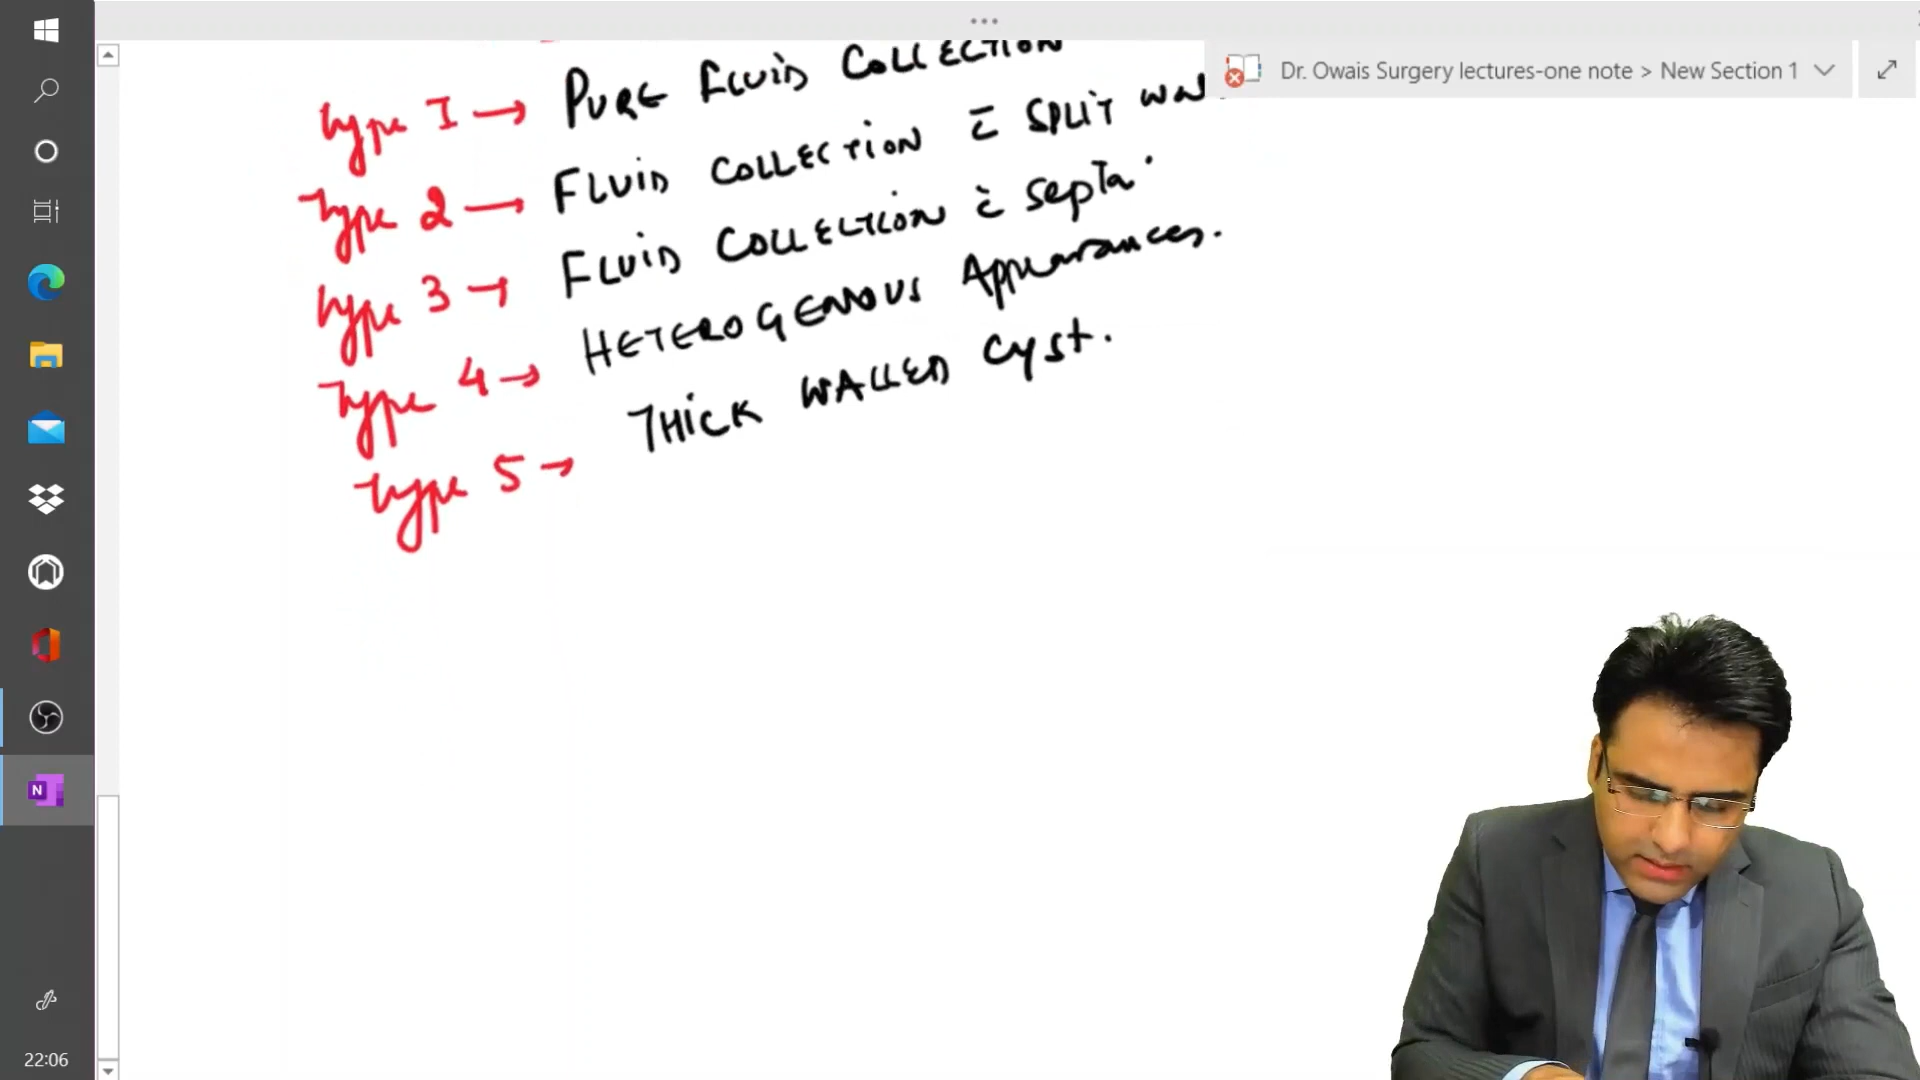 Dr. Owais Surgery lectures-one note > New Section 1
type I → PURE FLUID COLLECTION
Type 2 → FLUID COLLECTION c̄ SPLIT
type 3 → FLUID COLLECTION c̄ septa.
Type 4 → HETEROGENOUS Appearances.
type 5 → THICK WALLED Cyst.
N
22:06